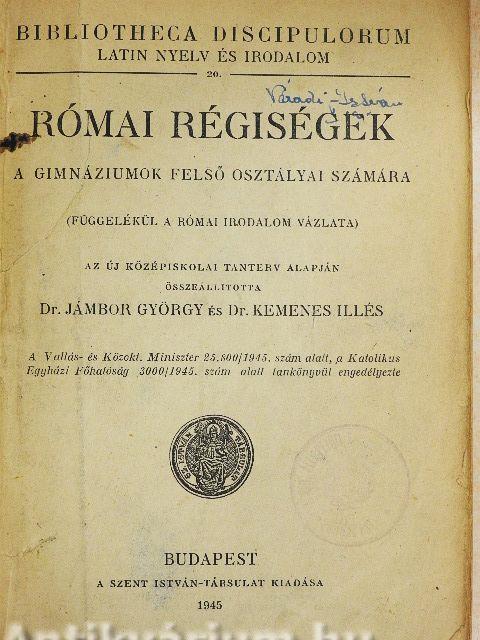 BIBLIOTHECA DISCIPULORUM
LATIN NYELV ÉS IRODALOM
20.
Váradi István
RÓMAI RÉGISÉGEK
A GIMNÁZIUMOK FELSŐ OSZTÁLYAI SZÁMÁRA
(FÜGGELÉKÜL A RÓMAI IRODALOM VÁZLATA)
AZ ÚJ KÖZÉPISKOLAI TANTERV ALAPJÁN
ÖSSZEÁLLÍTOTTA
Dr. JÁMBOR GYÖRGY ÉS Dr. KEMENES ILLÉS
A Vallás- és Közokt. Miniszter 25.800/1945. szám alatt, a Katolikus
Egyházi Főhatóság 3000/1945. szám alatt tankönyvül engedélyezte
BUDAPEST
A SZENT ISTVÁN-TÁRSULAT KIADÁSA
1945
Antikvárium.hu